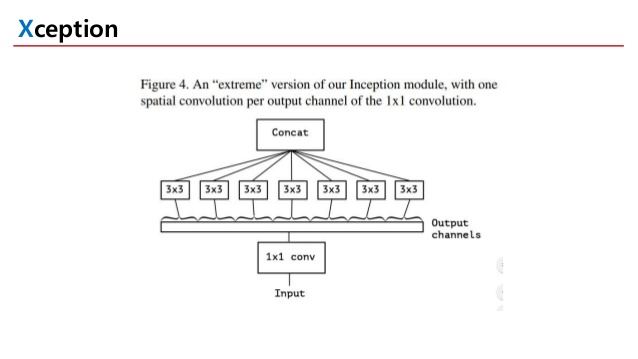 Xception
Figure 4. An “extreme” version of our Inception module, with one
spatial convolution per output channel of the 1x1 convolution.
Concat
3x3 3x3 3x3 3x3 3x3 3x3 3x3
Output
channels
1x1 conv
Input